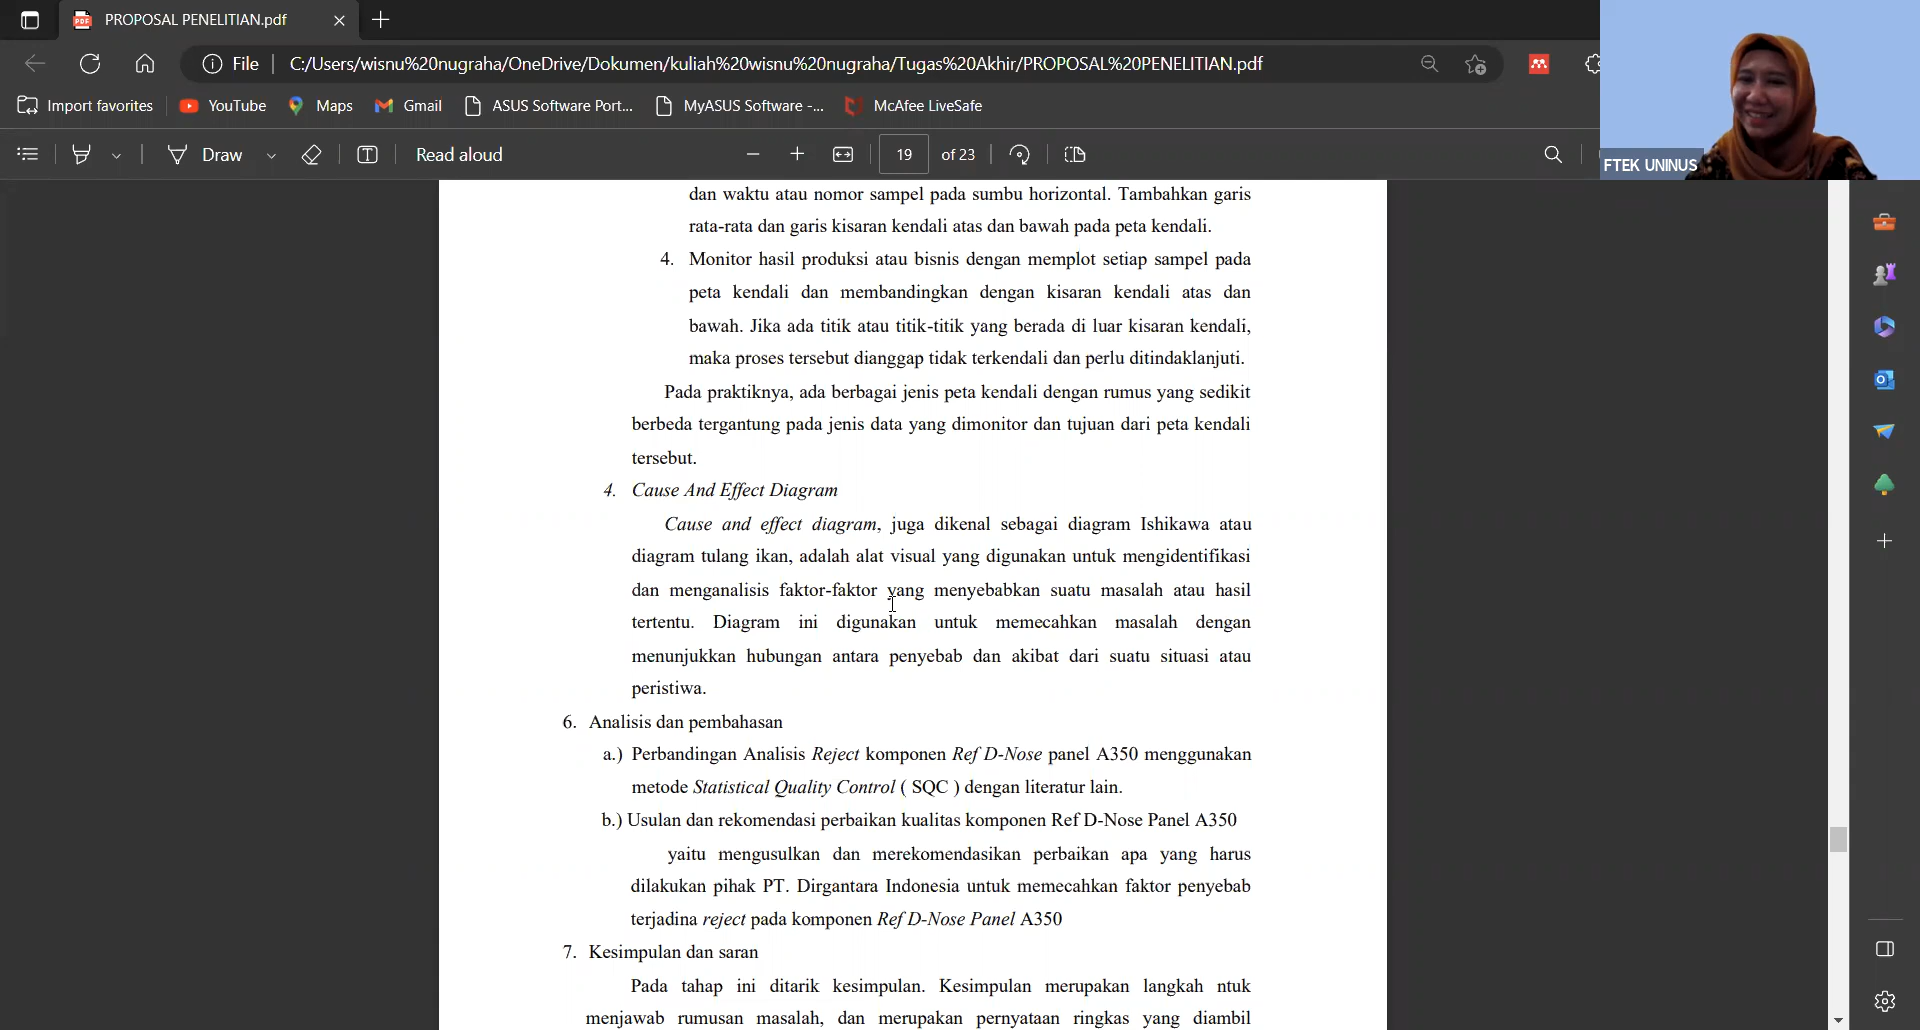 PROPOSAL PENELITIAN.pdf
File
C:/Users/wisnu%20nugraha/OneDrive/Dokumen/kuliah%20wisnu%20nugraha/Tugas%20Akhir/PROPOSAL%20PENELITIAN.pdf
Import favorites YouTube Maps Gmail ASUS Software Port... MyASUS Software -... McAfee LiveSafe
Draw Read aloud 19 of 23
FTEK UNINUS
dan waktu atau nomor sampel pada sumbu horizontal. Tambahkan garis
rata-rata dan garis kisaran kendali atas dan bawah pada peta kendali.
4. Monitor hasil produksi atau bisnis dengan memplot setiap sampel pada
peta kendali dan membandingkan dengan kisaran kendali atas dan
bawah. Jika ada titik atau titik-titik yang berada di luar kisaran kendali,
maka proses tersebut dianggap tidak terkendali dan perlu ditindaklanjuti.
Pada praktiknya, ada berbagai jenis peta kendali dengan rumus yang sedikit
berbeda tergantung pada jenis data yang dimonitor dan tujuan dari peta kendali
tersebut.
4. Cause And Effect Diagram
Cause and effect diagram, juga dikenal sebagai diagram Ishikawa atau
diagram tulang ikan, adalah alat visual yang digunakan untuk mengidentifikasi
dan menganalisis faktor-faktor yang menyebabkan suatu masalah atau hasil
tertentu. Diagram ini digunakan untuk memecahkan masalah dengan
menunjukkan hubungan antara penyebab dan akibat dari suatu situasi atau
peristiwa.
6. Analisis dan pembahasan
a.) Perbandingan Analisis Reject komponen Ref D-Nose panel A350 menggunakan
metode Statistical Quality Control ( SQC ) dengan literatur lain.
b.) Usulan dan rekomendasi perbaikan kualitas komponen Ref D-Nose Panel A350
yaitu mengusulkan dan merekomendasikan perbaikan apa yang harus
dilakukan pihak PT. Dirgantara Indonesia untuk memecahkan faktor penyebab
terjadina reject pada komponen Ref D-Nose Panel A350
7. Kesimpulan dan saran
Pada tahap ini ditarik kesimpulan. Kesimpulan merupakan langkah ntuk
menjawab rumusan masalah, dan merupakan pernyataan ringkas yang diambil